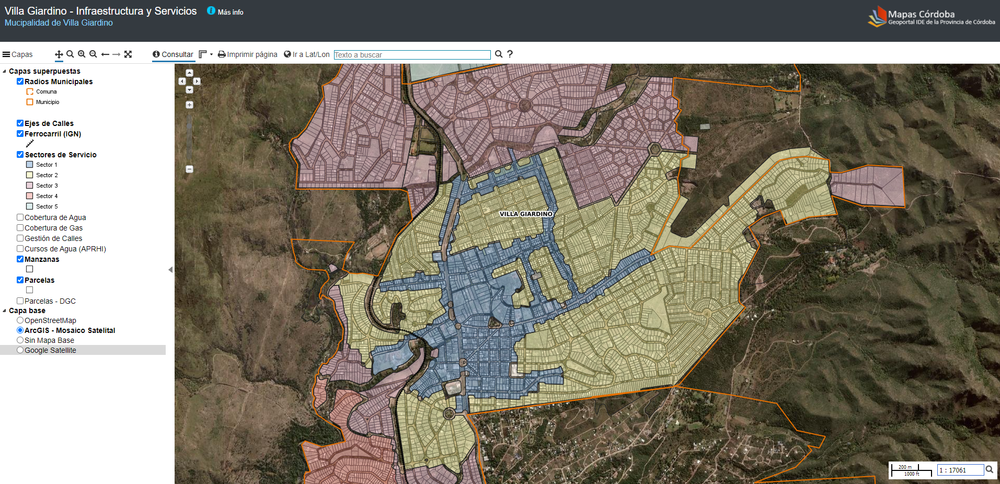 Villa Giardino - Infraestructura y Servicios
Más info
Mucipalidad de Villa Giardino
Mapas Córdoba
Geoportal IDE de la Provincia de Córdoba
Capas
Consultar
Imprimir página
Ir a Lat/Lon
Texto a buscar
Capas superpuestas
Radios Municipales
Comuna
Municipio
Ejes de Calles
Ferrocarril (IGN)
Sectores de Servicio
Sector 1
Sector 2
Sector 3
Sector 4
Sector 5
Cobertura de Agua
Cobertura de Gas
Gestión de Calles
Cursos de Agua (APRHI)
Manzanas
Parcelas
Parcelas - DGC
Capa base
OpenStreetMap
ArcGIS - Mosaico Satelital
Sin Mapa Base
Google Satellite
VILLA GIARDINO
200 m
1000 ft
1 : 17061